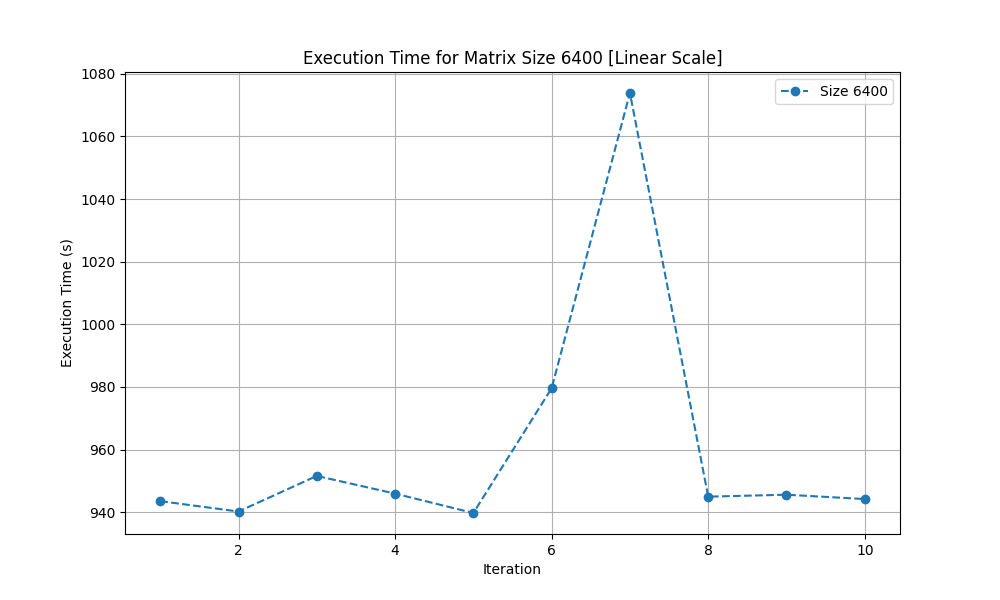 Execution Time for Matrix Size 6400 [Linear Scale]
Size 6400
Execution Time (s)
1080
1060
1040
1020
1000
980
960
940
2 4 6 8 10
Iteration